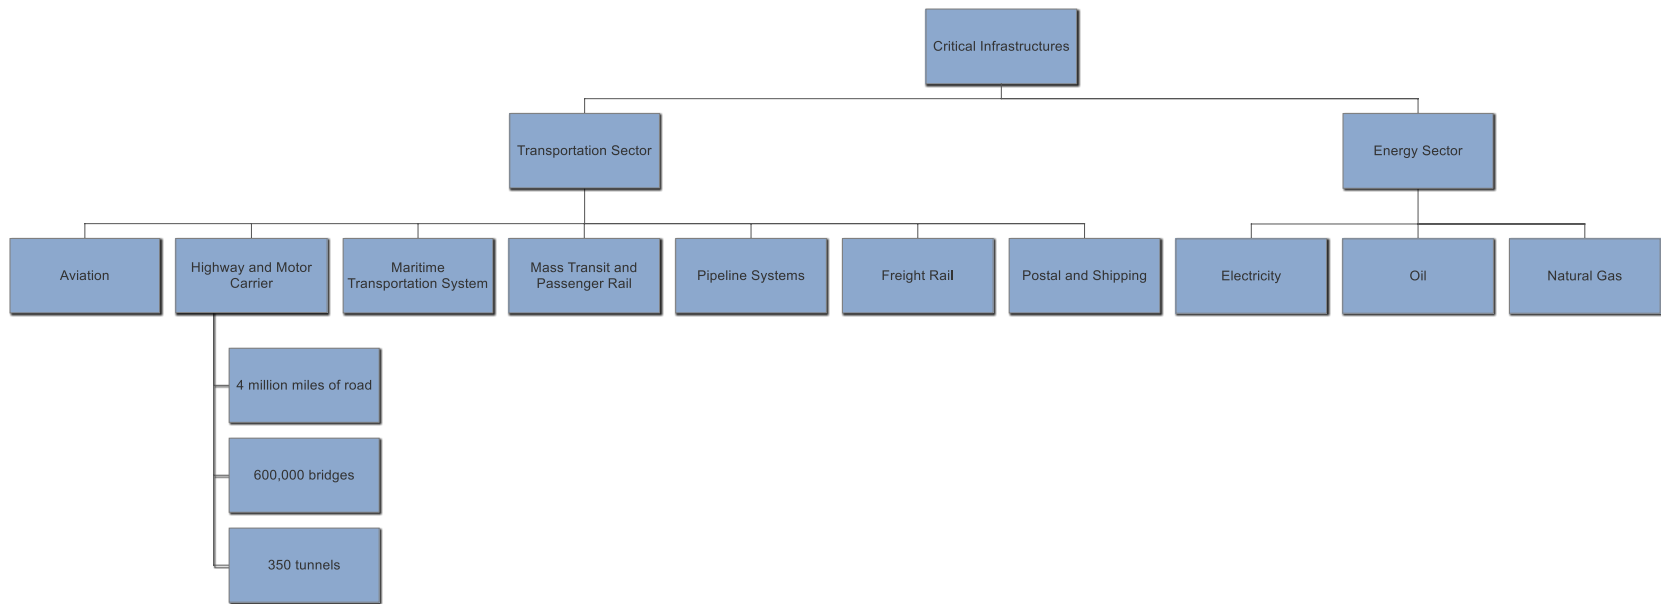 Critical Infrastructures
Transportation Sector
Energy Sector
Aviation
Highway and Motor
Carrier
Maritime
Transportation System
Mass Transit and
Passenger Rail
Pipeline Systems
Freight Rail
Postal and Shipping
Electricity
Oil
Natural Gas
4 million miles of road
600,000 bridges
350 tunnels